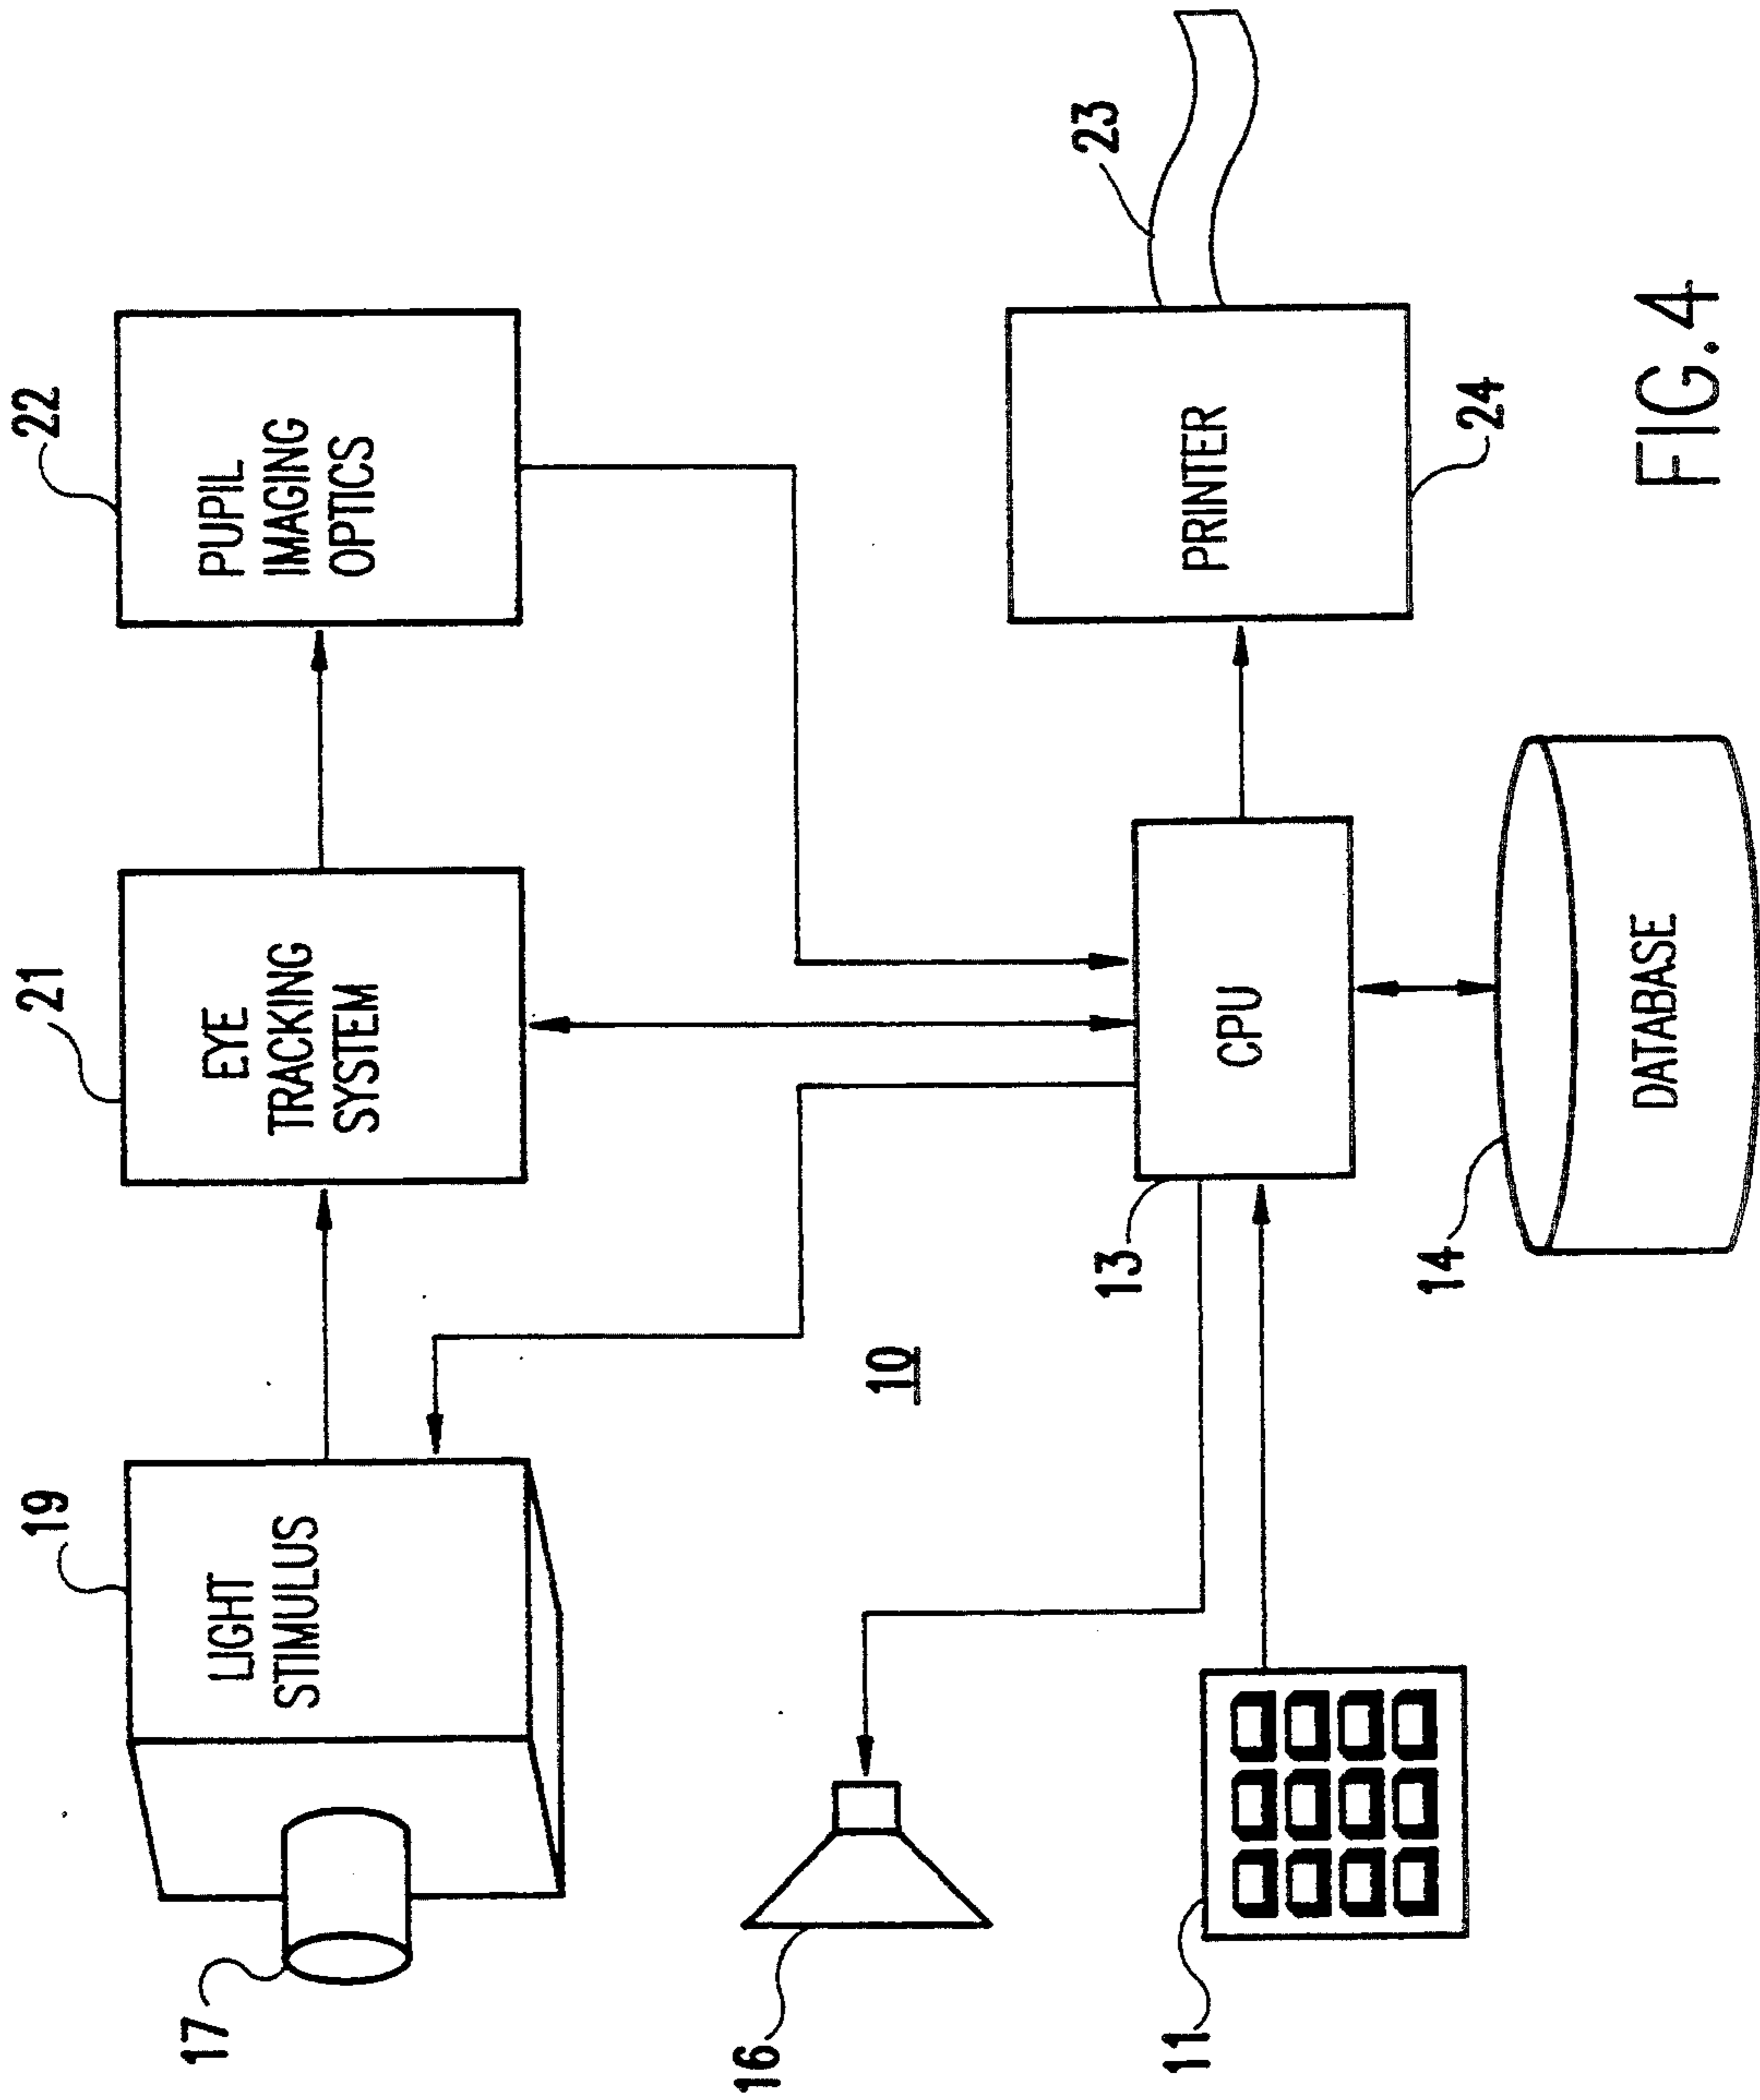 19
21
22
17
LIGHT
STIMULUS
EYE
TRACKING
SYSTEM
PUPIL
IMAGING
OPTICS
10
16
23
13
CPU
PRINTER
11
14
DATABASE
24
FIG. 4